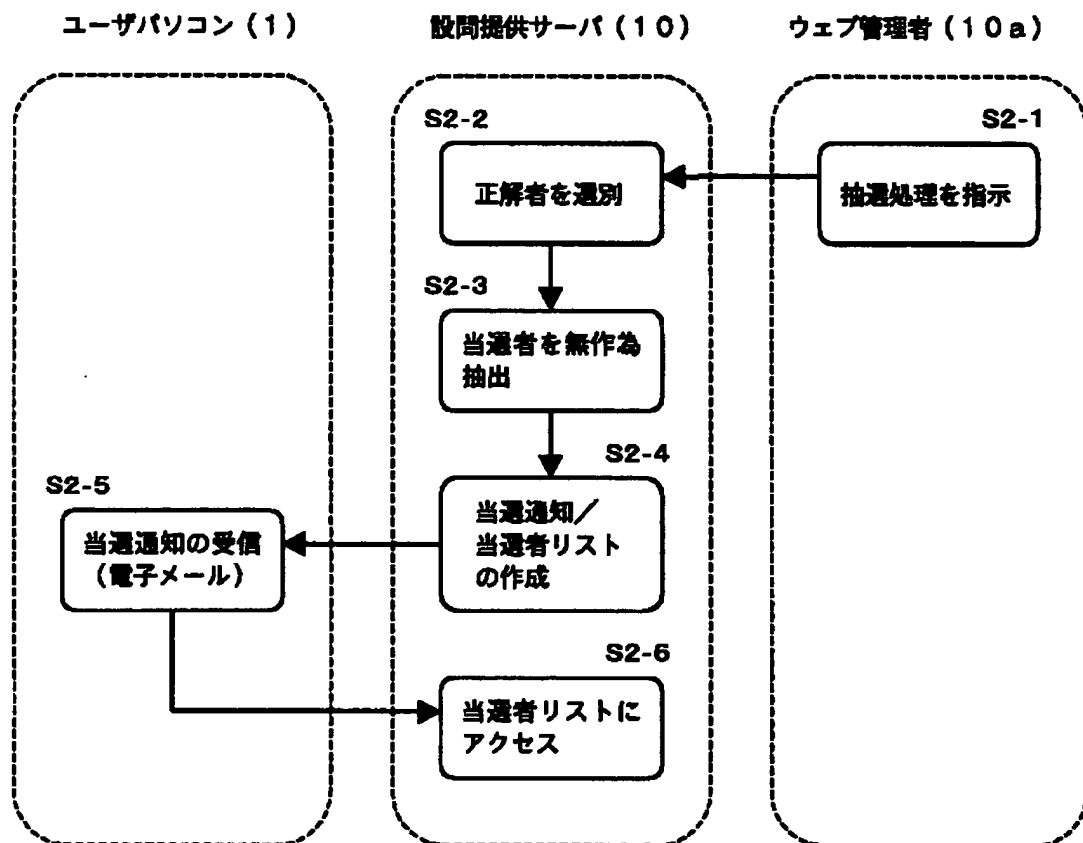 ユーザパソコン（１）
設問提供サーバ（１０）
ウェブ管理者（１０ａ）
S2-1
抽選処理を指示
S2-2
正解者を選別
S2-3
当選者を無作為
抽出
S2-4
当選通知／
当選者リスト
の作成
S2-5
当選通知の受信
（電子メール）
S2-6
当選者リストに
アクセス